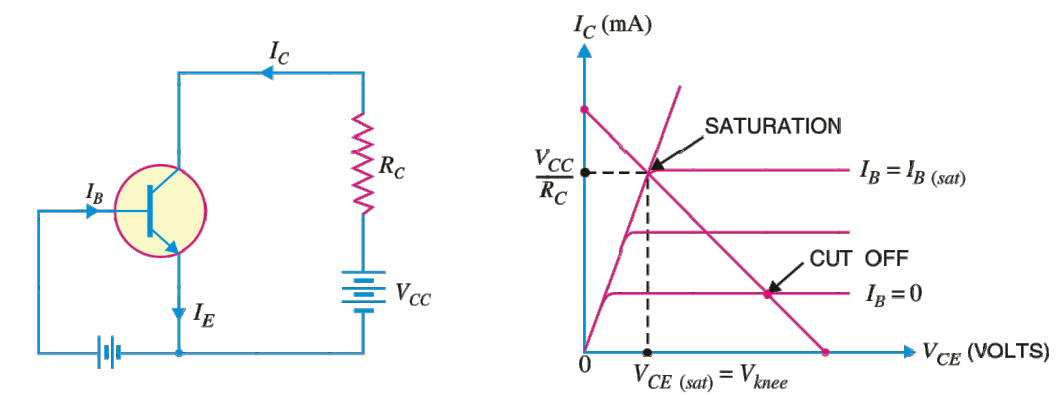 I_C
R_C
I_B
V_CC
I_E
I_C (mA)
SATURATION
V_CC
R_C
I_B = I_B (sat)
CUT OFF
I_B = 0
0
V_CE (VOLTS)
V_CE (sat) = V_knee